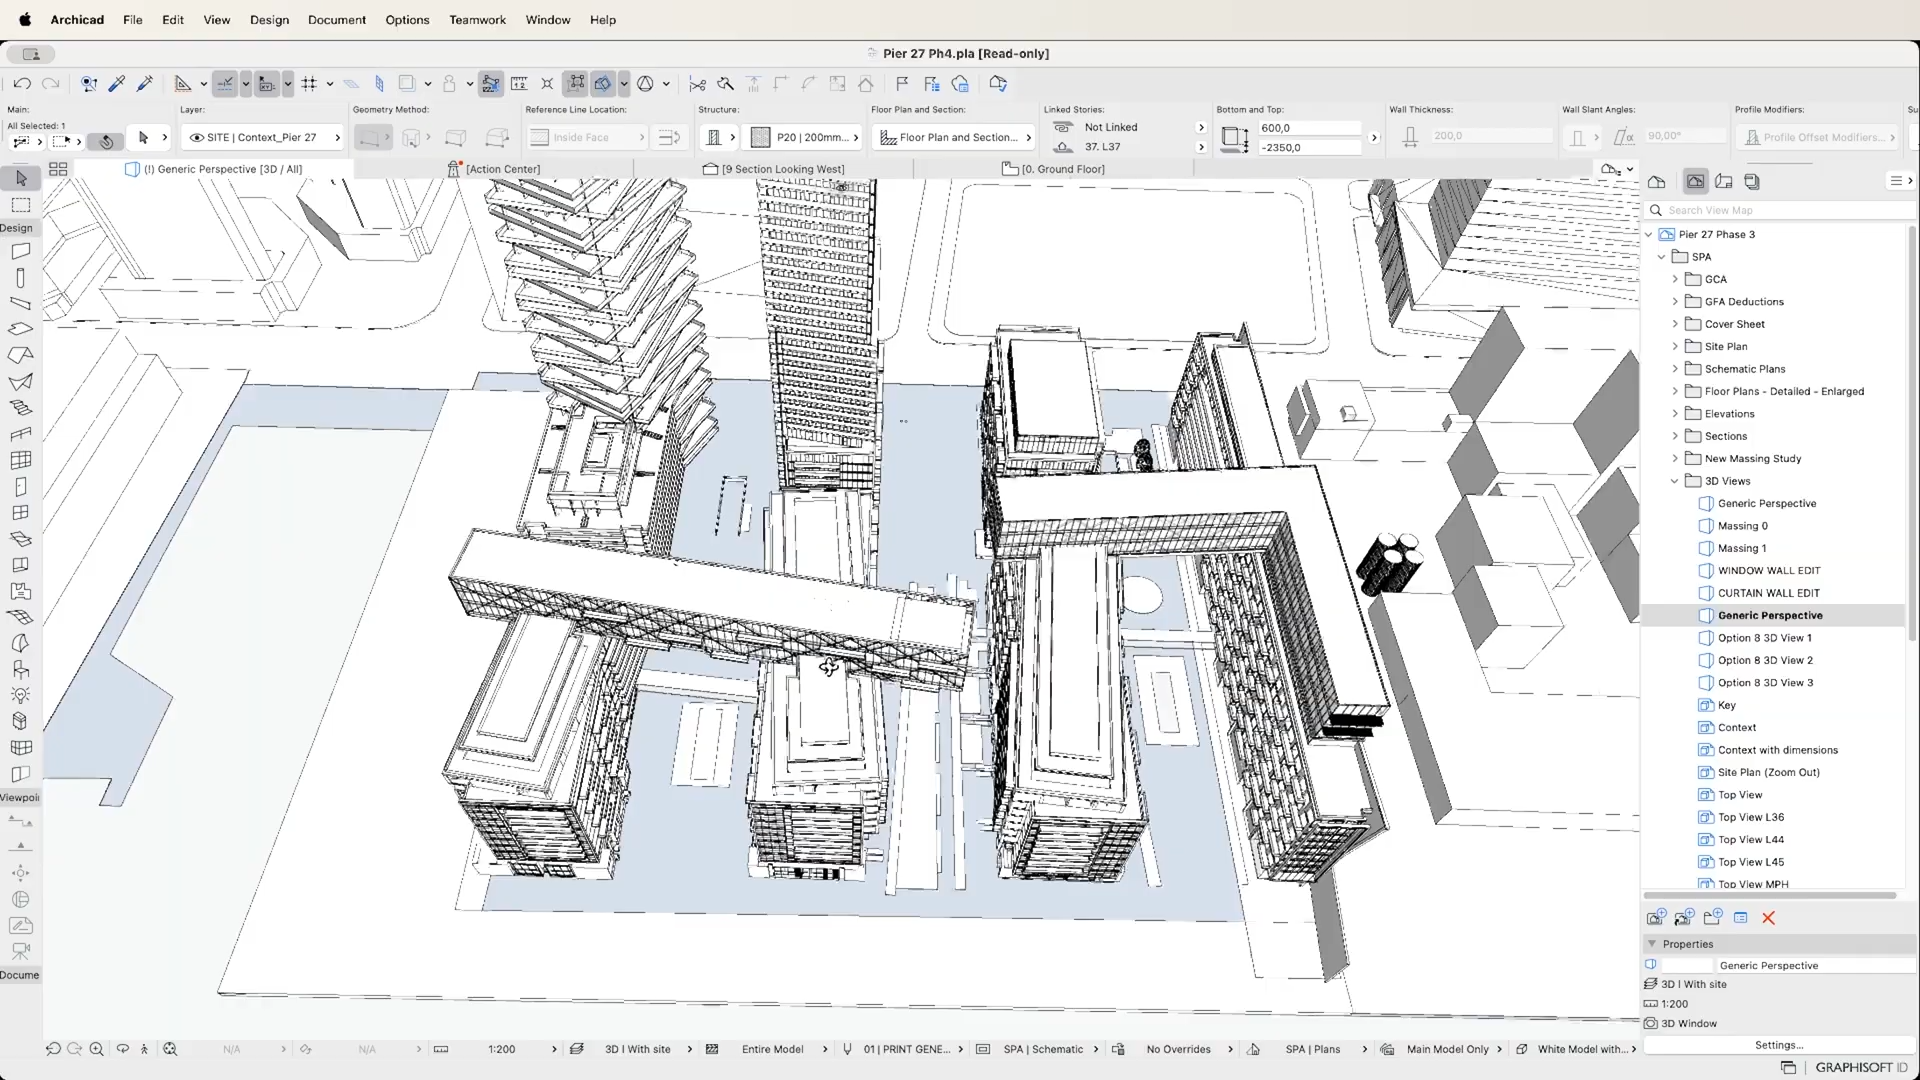 Archicad File Edit View Design Document Options Teamwork Window Help
Pier 27 Ph4.pla [Read-only]
Main: Layer: Geometry Method: Reference Line Location: Structure: Floor Plan and Section: Linked Stories: Bottom and Top: Wall Thickness: Wall Slant Angles: Profile Modifiers: Su
All Selected: 1
SITE | Context_Pier 27
Inside Face
P20 | 200mm...
Floor Plan and Section...
Not Linked
37. L37
600,0
-2350,0
200,0
90,00°
Profile Offset Modifiers...
(!) Generic Perspective [3D / All]
[Action Center]
[9 Section Looking West]
[0. Ground Floor]
Design
Viewpoi
Docume
Search View Map
Pier 27 Phase 3
SPA
GCA
GFA Deductions
Cover Sheet
Site Plan
Schematic Plans
Floor Plans - Detailed - Enlarged
Elevations
Sections
New Massing Study
3D Views
Generic Perspective
Massing 0
Massing 1
WINDOW WALL EDIT
CURTAIN WALL EDIT
Generic Perspective
Option 8 3D View 1
Option 8 3D View 2
Option 8 3D View 3
Key
Context
Context with dimensions
Site Plan (Zoom Out)
Top View
Top View L36
Top View L44
Top View L45
Top View MPH
Properties
Generic Perspective
3D | With site
1:200
3D Window
Settings...
N/A N/A 1:200 3D | With site Entire Model 01 | PRINT GENE... SPA | Schematic No Overrides SPA | Plans Main Model Only White Model with...
GRAPHISOFT ID